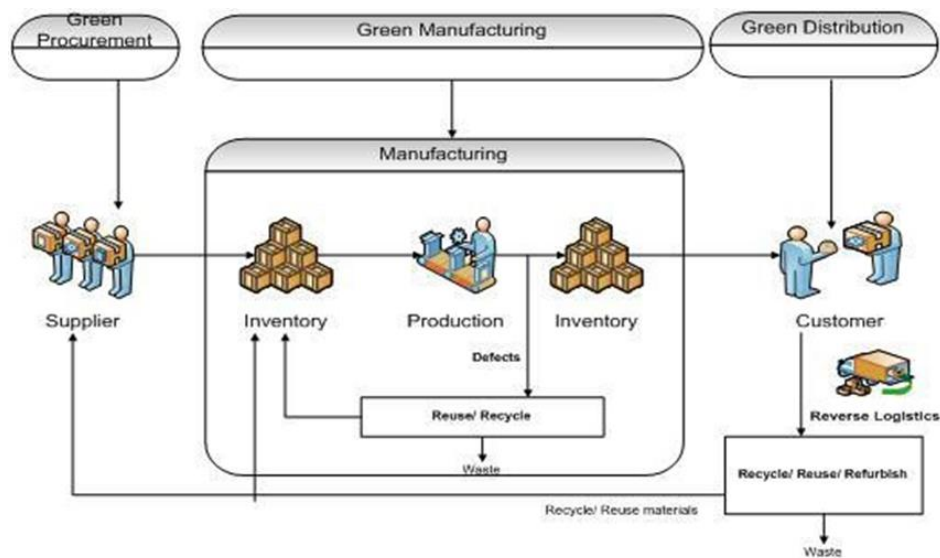 Green
Procurement
Green Manufacturing
Green Distribution
Manufacturing
Supplier
Inventory
Production
Inventory
Customer
Defects
Reverse Logistics
Reuse/ Recycle
Waste
Recycle/ Reuse/ Refurbish
Recycle/ Reuse materials
Waste